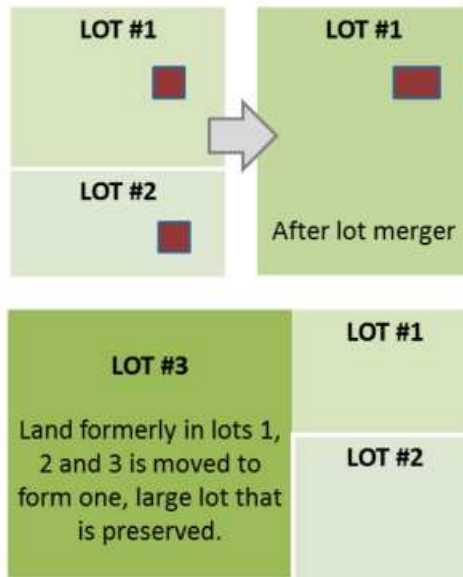 LOT #1
LOT #2
LOT #1
After lot merger
LOT #3
Land formerly in lots 1,
2 and 3 is moved to
form one, large lot that
is preserved.
LOT #1
LOT #2